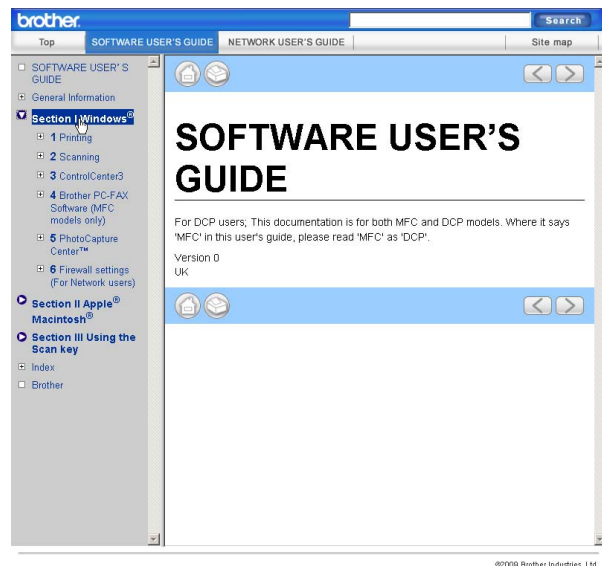 brother.
Search
Top
SOFTWARE USER'S GUIDE
NETWORK USER'S GUIDE
Site map
SOFTWARE USER' S
GUIDE
General Information
Section I Windows®
1 Printing
2 Scanning
3 ControlCenter3
4 Brother PC-FAX
Software (MFC
models only)
5 PhotoCapture
Center™
6 Firewall settings
(For Network users)
Section II Apple®
Macintosh®
Section III Using the
Scan key
Index
Brother
SOFTWARE USER'S
GUIDE
For DCP users; This documentation is for both MFC and DCP models. Where it says
'MFC' in this user's guide, please read 'MFC' as 'DCP'.
Version 0
UK
©2009 Brother Industries, Ltd.